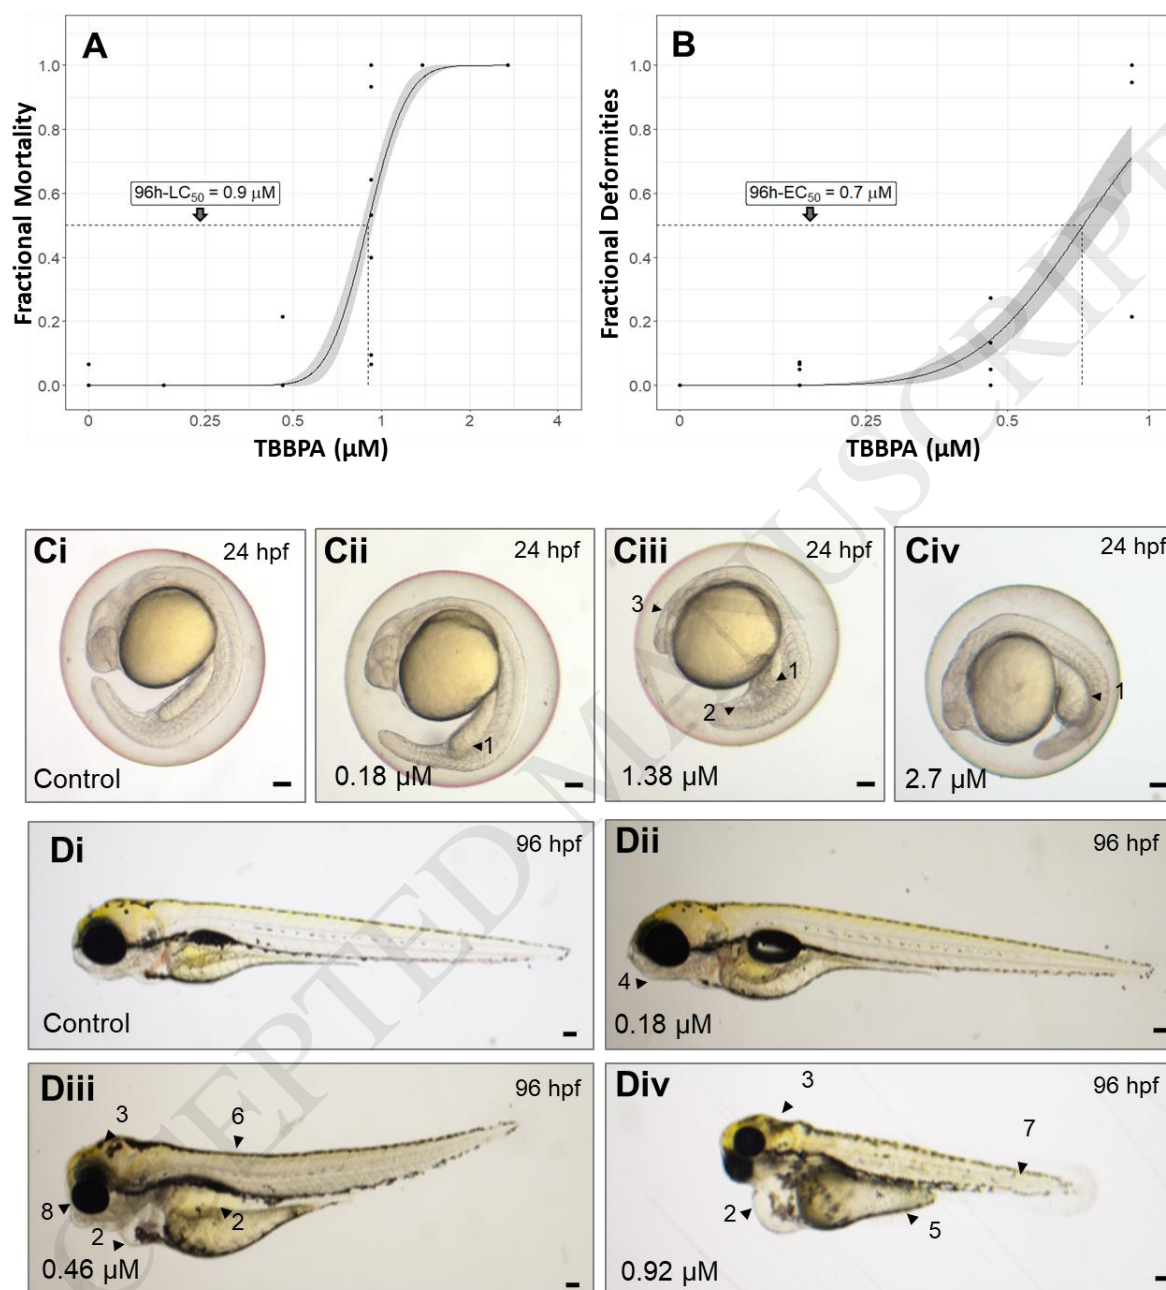 A
Fractional Mortality
1.0
0.8
0.6
0.4
0.2
0.0
96h-LC50 = 0.9 μM
0 0.25 0.5 1 2 4
TBBPA (μM)
B
Fractional Deformities
1.0
0.8
0.6
0.4
0.2
0.0
96h-EC50 = 0.7 μM
0 0.25 0.5 1
TBBPA (μM)
Ci 24 hpf
Control
Cii 24 hpf
1
0.18 μM
Ciii 24 hpf
3
1
2
1.38 μM
Civ 24 hpf
1
2.7 μM
Di 96 hpf
Control
Dii 96 hpf
4
0.18 μM
Diii 96 hpf
3 6
8 2
2
0.46 μM
Div 96 hpf
3
7
2
5
0.92 μM
CCEPTED MANUSCRIPT